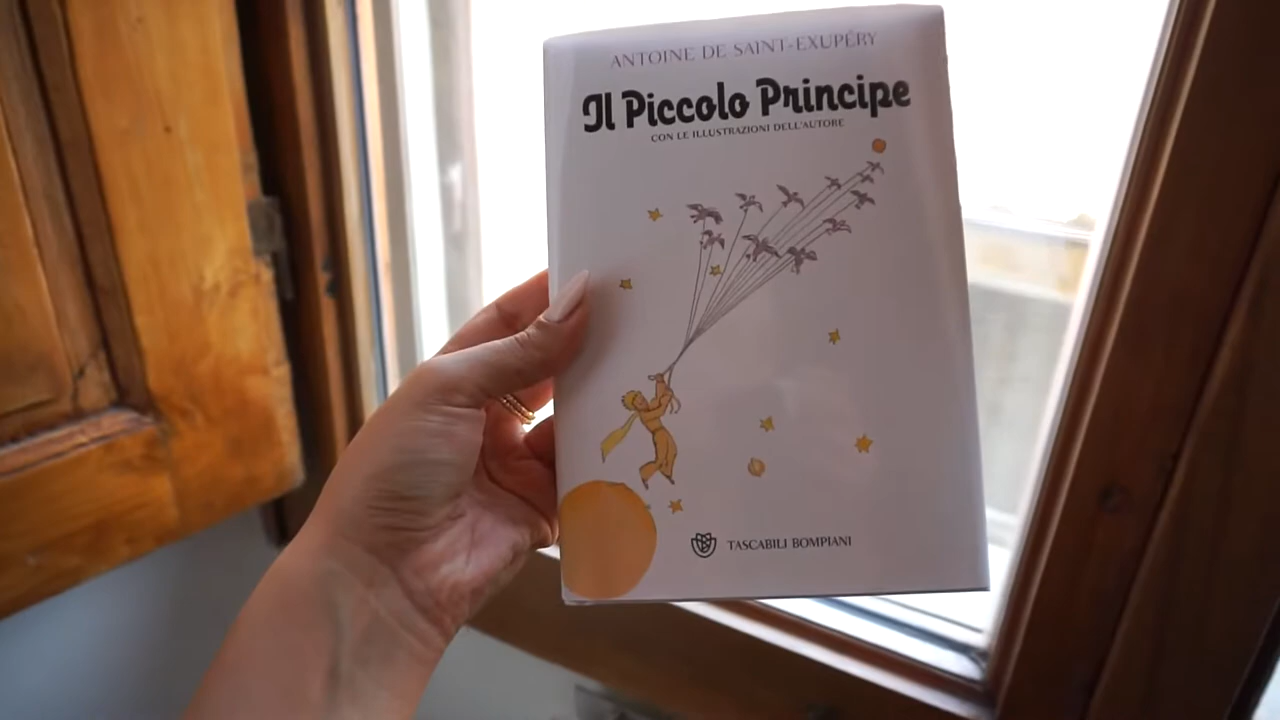 ANTOINE DE SAINT-EXUPÉRY
Il Piccolo Principe
CON LE ILLUSTRAZIONI DELL'AUTORE
TASCABILI BOMPIANI